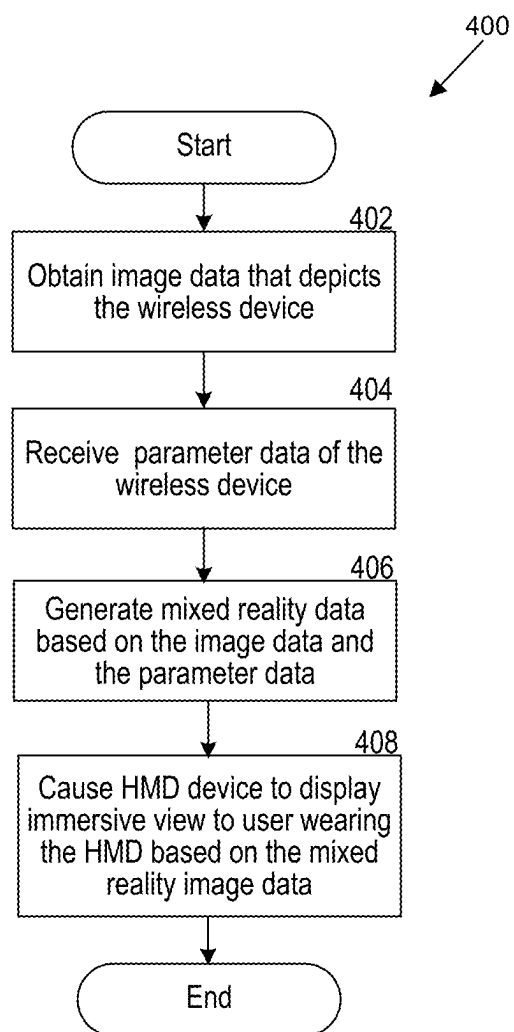 400
Start
402
Obtain image data that depicts
the wireless device
404
Receive parameter data of the
wireless device
406
Generate mixed reality data
based on the image data and
the parameter data
408
Cause HMD device to display
immersive view to user wearing
the HMD based on the mixed
reality image data
End